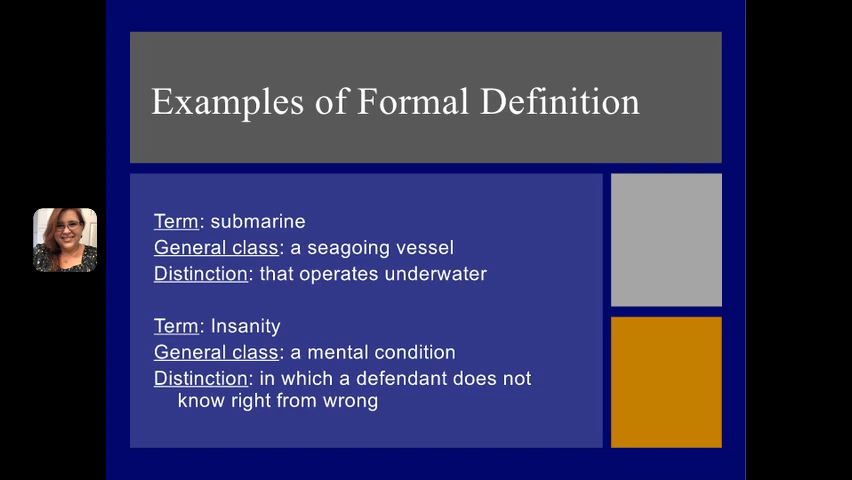 Examples of Formal Definition
Term: submarine
General class: a seagoing vessel
Distinction: that operates underwater
Term: Insanity
General class: a mental condition
Distinction: in which a defendant does not
know right from wrong